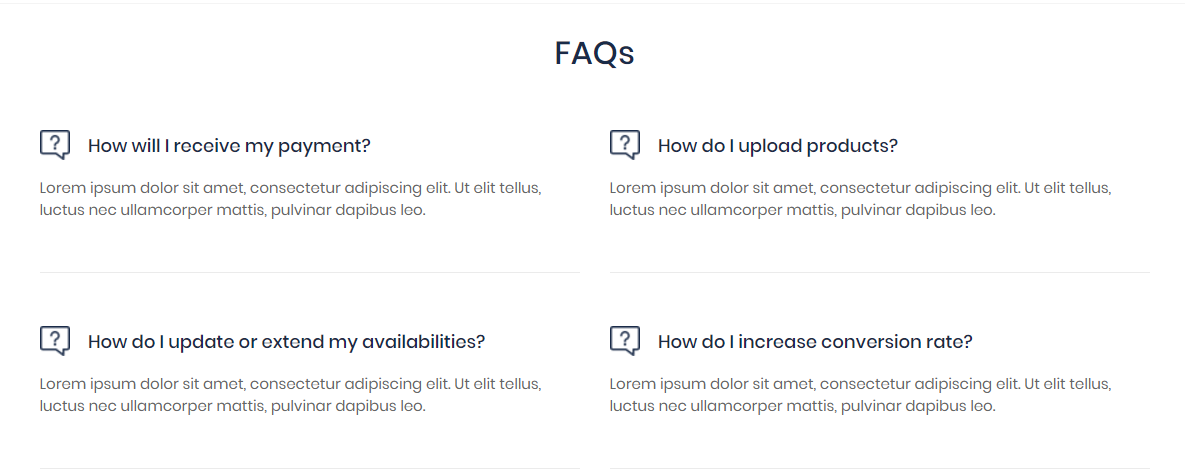 FAQs
How will I receive my payment?
Lorem ipsum dolor sit amet, consectetur adipiscing elit. Ut elit tellus,
luctus nec ullamcorper mattis, pulvinar dapibus leo.
How do I upload products?
Lorem ipsum dolor sit amet, consectetur adipiscing elit. Ut elit tellus,
luctus nec ullamcorper mattis, pulvinar dapibus leo.
How do I update or extend my availabilities?
Lorem ipsum dolor sit amet, consectetur adipiscing elit. Ut elit tellus,
luctus nec ullamcorper mattis, pulvinar dapibus leo.
How do I increase conversion rate?
Lorem ipsum dolor sit amet, consectetur adipiscing elit. Ut elit tellus,
luctus nec ullamcorper mattis, pulvinar dapibus leo.